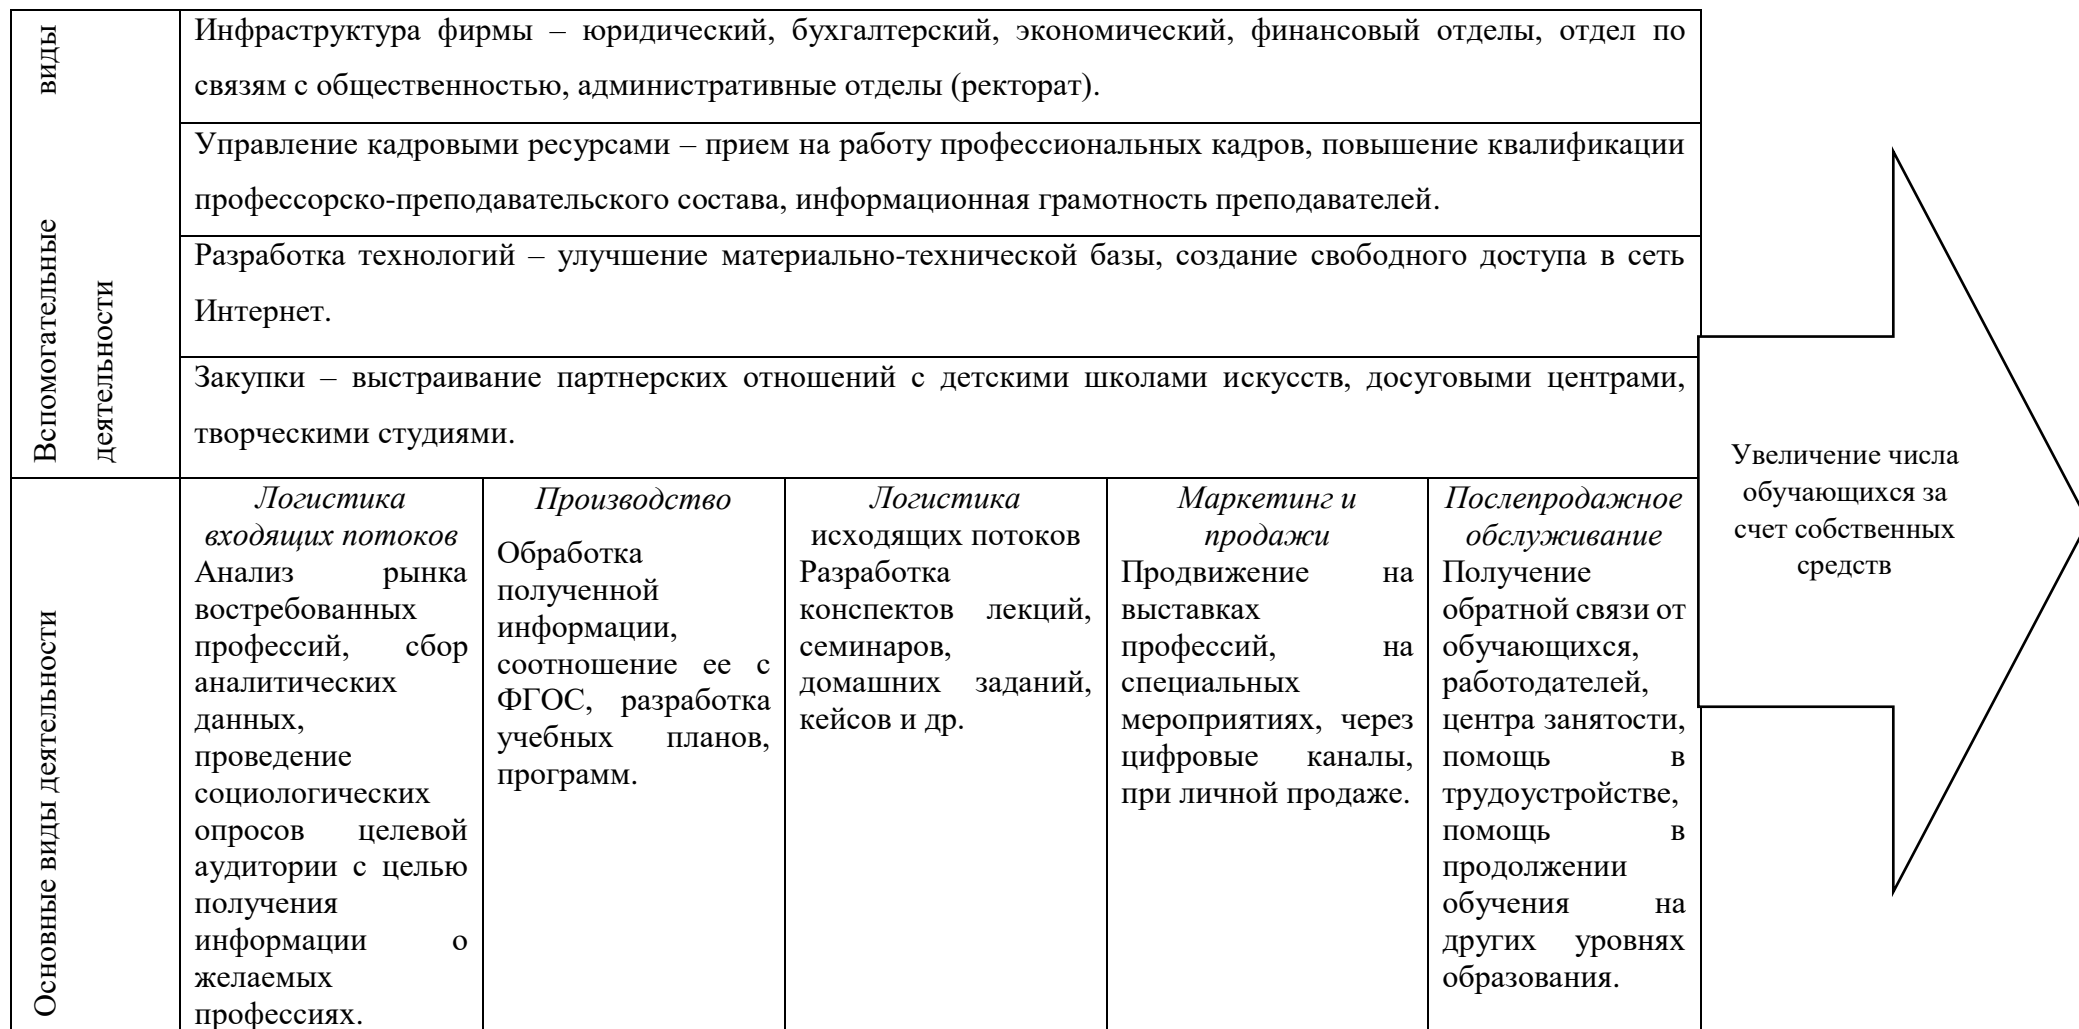 Вспомогательные виды
деятельности
Инфраструктура фирмы – юридический, бухгалтерский, экономический, финансовый отделы, отдел по
связям с общественностью, административные отделы (ректорат).
Управление кадровыми ресурсами – прием на работу профессиональных кадров, повышение квалификации
профессорско-преподавательского состава, информационная грамотность преподавателей.
Разработка технологий – улучшение материально-технической базы, создание свободного доступа в сеть
Интернет.
Закупки – выстраивание партнерских отношений с детскими школами искусств, досуговыми центрами,
творческими студиями.
Основные виды деятельности
Логистика
входящих потоков
Анализ рынка
востребованных
профессий, сбор
аналитических
данных,
проведение
социологических
опросов целевой
аудитории с целью
получения
информации о
желаемых
профессиях.
Производство
Обработка
полученной
информации,
соотношение ее с
ФГОС, разработка
учебных планов,
программ.
Логистика
исходящих потоков
Разработка
конспектов лекций,
семинаров,
домашних заданий,
кейсов и др.
Маркетинг и
продажи
Продвижение на
выставках
профессий, на
специальных
мероприятиях, через
цифровые каналы,
при личной продаже.
Послепродажное
обслуживание
Получение
обратной связи от
обучающихся,
работодателей,
центра занятости,
помощь в
трудоустройстве,
помощь в
продолжении
обучения на
других уровнях
образования.
Увеличение числа
обучающихся за
счет собственных
средств